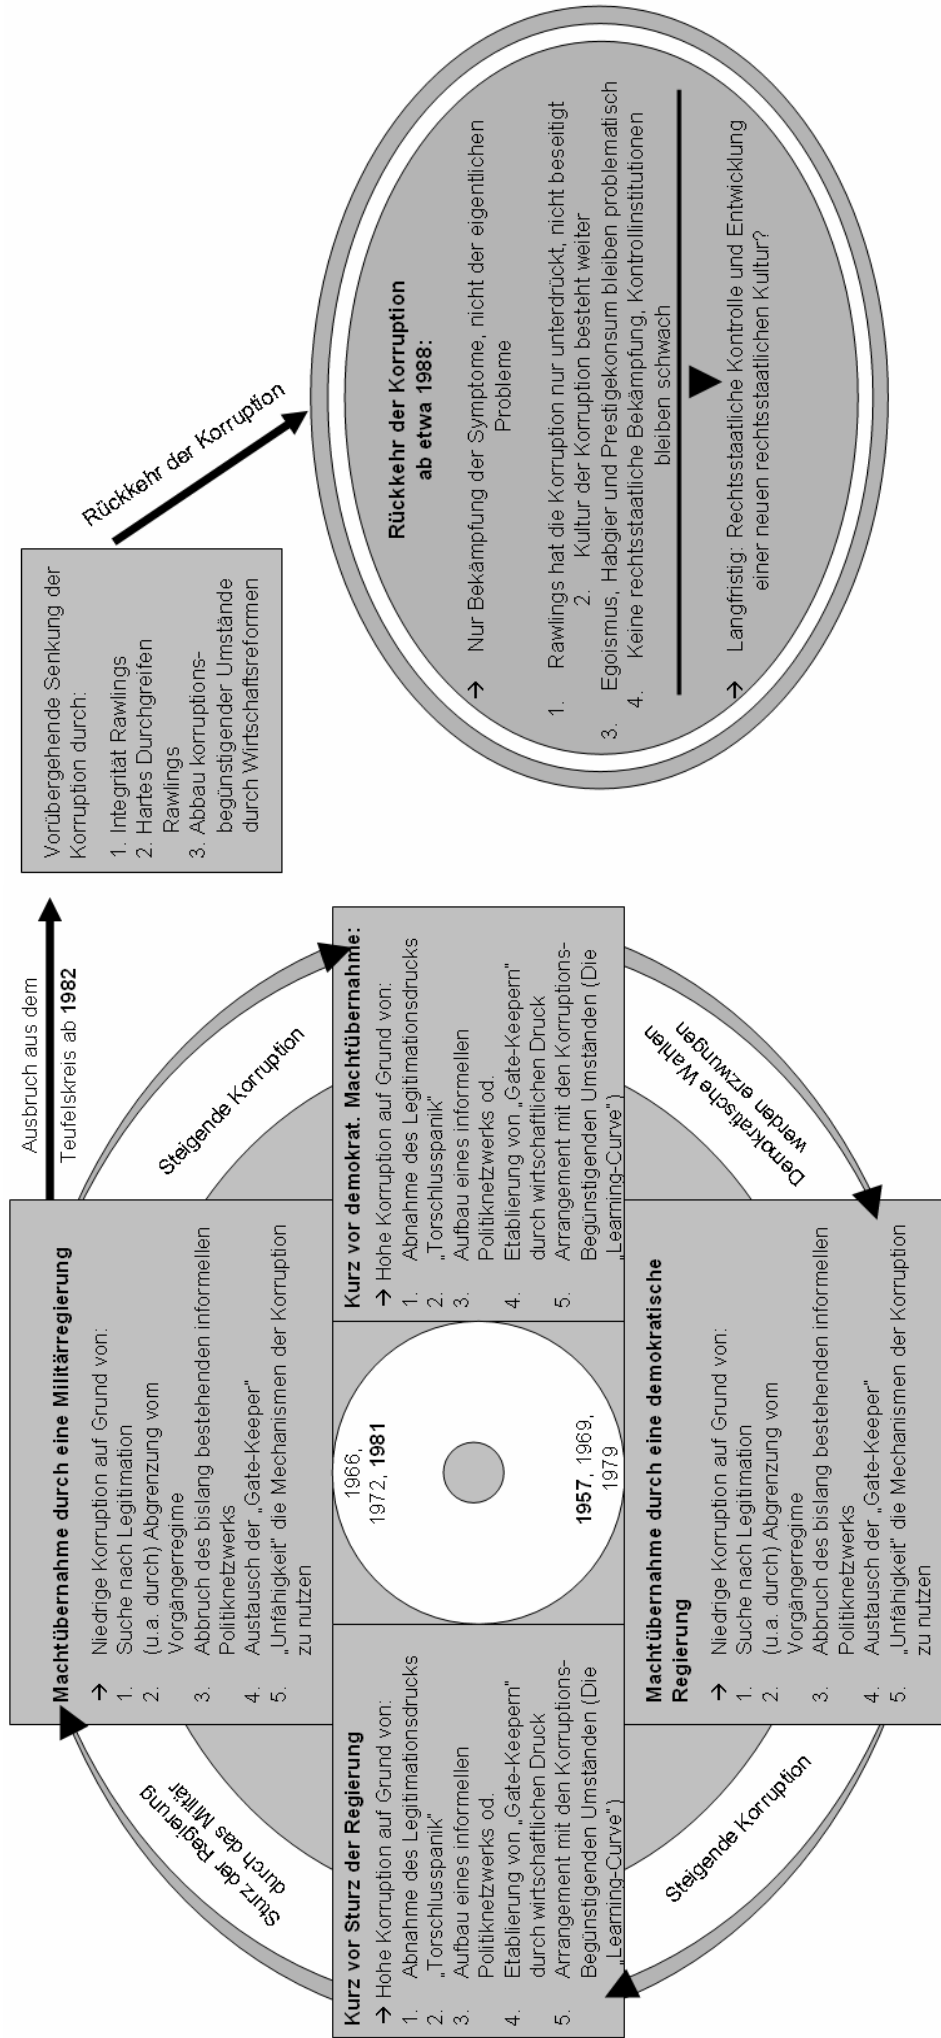 Machtübernahme durch eine Militärregierung
→ Niedrige Korruption auf Grund von:
1. Suche nach Legitimation
2. (u.a. durch) Abgrenzung vom
Vorgängerregime
3. Abbruch des bislang bestehenden informellen
Politiknetzwerks
4. Austausch der „Gate-Keeper"
5. „Unfähigkeit" die Mechanismen der Korruption
zu nutzen
Ausbruch aus dem
Teufelskreis ab 1982
Vorübergehende Senkung der
Korruption durch:
1. Integrität Rawlings
2. Hartes Durchgreifen
Rawlings
3. Abbau korruptions-
begünstigender Umstände
durch Wirtschaftsreformen
Rückkehr der Korruption
Sturz der Regierung
durch das Militär
Steigende Korruption
Kurz vor Sturz der Regierung
→ Hohe Korruption auf Grund von:
1. Abnahme des Legitimationsdrucks
2. „Torschlusspanik"
3. Aufbau eines informellen
Politiknetzwerks od.
4. Etablierung von „Gate-Keepern"
durch wirtschaftlichen Druck
5. Arrangement mit den Korruptions-
Begünstigenden Umständen (Die
„Learning-Curve")
1966,
1972, 1981
1957, 1969,
1979
Kurz vor demokrat. Machtübernahme:
→ Hohe Korruption auf Grund von:
1. Abnahme des Legitimationsdrucks
2. „Torschlusspanik"
3. Aufbau eines informellen
Politiknetzwerks od.
4. Etablierung von „Gate-Keepern"
durch wirtschaftlichen Druck
5. Arrangement mit den Korruptions-
Begünstigenden Umständen (Die
„Learning-Curve")
Rückkehr der Korruption
ab etwa 1988:
→ Nur Bekämpfung der Symptome, nicht der eigentlichen
Probleme
1. Rawlings hat die Korruption nur unterdrückt, nicht beseitigt
2. Kultur der Korruption besteht weiter
3. Egoismus, Habgier und Prestigekonsum bleiben problematisch
4. Keine rechtsstaatliche Bekämpfung, Kontrollinstitutionen
bleiben schwach
→ Langfristig: Rechtsstaatliche Kontrolle und Entwicklung
einer neuen rechtsstaatlichen Kultur?
Steigende Korruption
Demokratische Wahlen
werden erzwungen
Machtübernahme durch eine demokratische
Regierung
→ Niedrige Korruption auf Grund von:
1. Suche nach Legitimation
2. (u.a. durch) Abgrenzung vom
Vorgängerregime
3. Abbruch des bislang bestehenden informellen
Politiknetzwerks
4. Austausch der „Gate-Keeper"
5. „Unfähigkeit" die Mechanismen der Korruption
zu nutzen